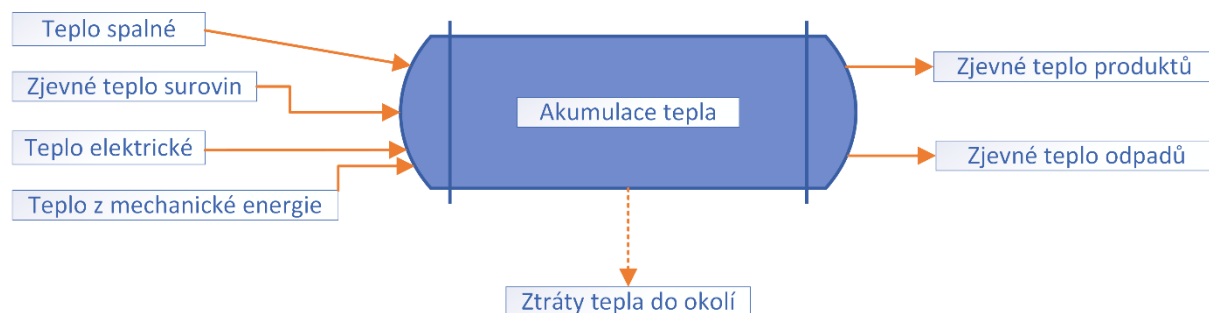 Teplo spalné
Zjevné teplo surovin
Teplo elektrické
Teplo z mechanické energie
Akumulace tepla
Zjevné teplo produktů
Zjevné teplo odpadů
Ztráty tepla do okolí